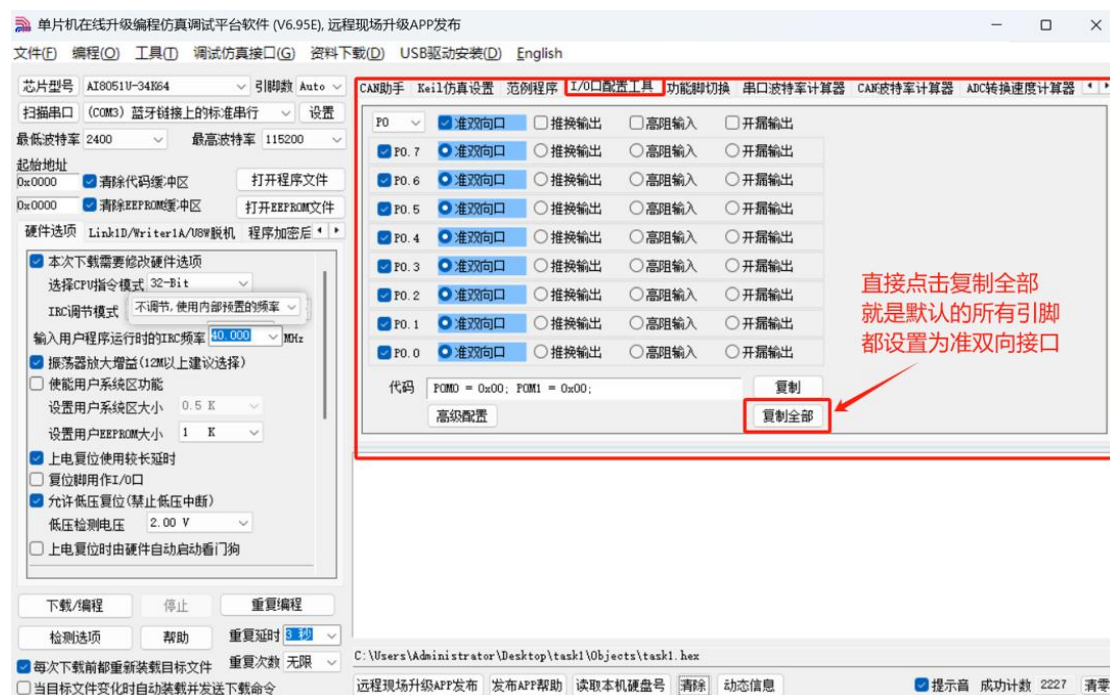 单片机在线升级编程仿真调试平台软件 (V6.95E), 远程现场升级APP发布
文件(F) 编程(O) 工具(T) 调试仿真接口(G) 资料下载(D) USB驱动安装(D) English
芯片型号 AI8051U-34K64 引脚数 Auto
扫描串口 (COM3) 蓝牙链接上的标准串行 设置
最低波特率 2400 最高波特率 115200
起始地址
0x0000 清除代码缓冲区 打开程序文件
0x0000 清除EEPROM缓冲区 打开EEPROM文件
硬件选项 Link1D/Writer1A/U8W脱机 程序加密后
本次下载需要修改硬件选项
选择CPU指令模式 32-Bit
IRC调节模式 不调节,使用内部预置的频率
输入用户程序运行时的IRC频率 40.000 MHz
振荡器放大增益(12M以上建议选择)
使能用户系统区功能
设置用户系统区大小 0.5 K
设置用户EEPROM大小 1 K
上电复位使用较长延时
复位脚用作I/O口
允许低压复位(禁止低压中断)
低压检测电压 2.00 V
上电复位时由硬件自动启动看门狗
下载/编程 停止 重复编程
检测选项 帮助 重复延时 3 秒
每次下载前都重新装载目标文件 重复次数 无限
当目标文件变化时自动装载并发送下载命令
CAN助手 Keil仿真设置 范例程序 I/O口配置工具 功能脚切换 串口波特率计算器 CAN波特率计算器 ADC转换速度计算器
P0 准双向口 推挽输出 高阻输入 开漏输出
P0.7 准双向口 推挽输出 高阻输入 开漏输出
P0.6 准双向口 推挽输出 高阻输入 开漏输出
P0.5 准双向口 推挽输出 高阻输入 开漏输出
P0.4 准双向口 推挽输出 高阻输入 开漏输出
P0.3 准双向口 推挽输出 高阻输入 开漏输出
P0.2 准双向口 推挽输出 高阻输入 开漏输出
P0.1 准双向口 推挽输出 高阻输入 开漏输出
P0.0 准双向口 推挽输出 高阻输入 开漏输出
代码 P0M0 = 0x00; P0M1 = 0x00; 复制
高级配置 复制全部
直接点击复制全部
就是默认的所有引脚
都设置为准双向接口
C:\Users\Administrator\Desktop\task1\Objects\task1.hex
远程现场升级APP发布 发布APP帮助 读取本机硬盘号 清除 动态信息 提示音 成功计数 2227 清零